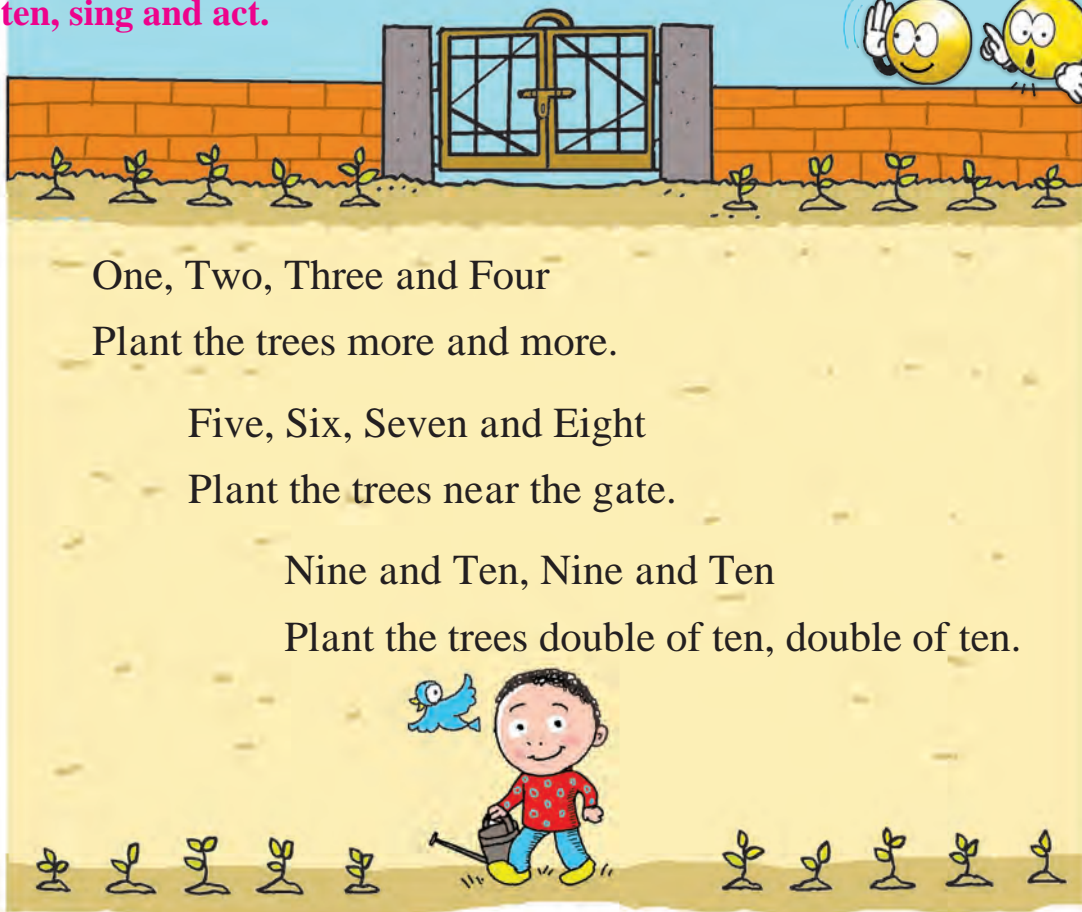 ten, sing and act.
One, Two, Three and Four
Plant the trees more and more.
Five, Six, Seven and Eight
Plant the trees near the gate.
Nine and Ten, Nine and Ten
Plant the trees double of ten, double of ten.